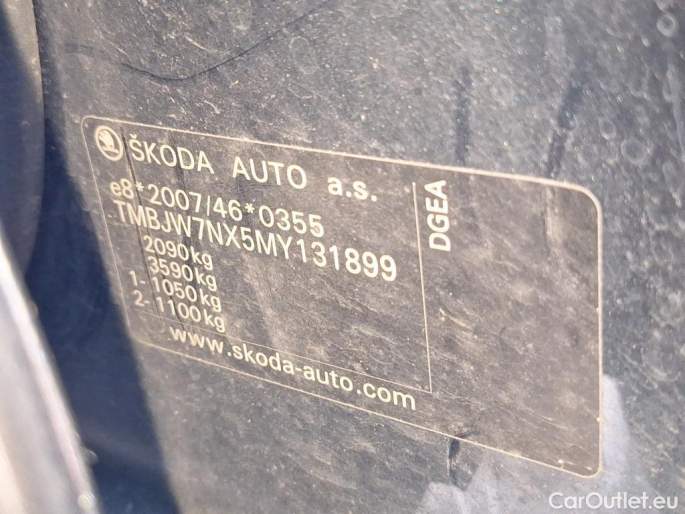 ŠKODA AUTO a.s.
e8*2007/46*0355
TMBJW7NX5MY131899
2090kg
3590kg
1- 1050kg
2- 1100kg
www.skoda-auto.com
DGEA
CarOutlet.eu